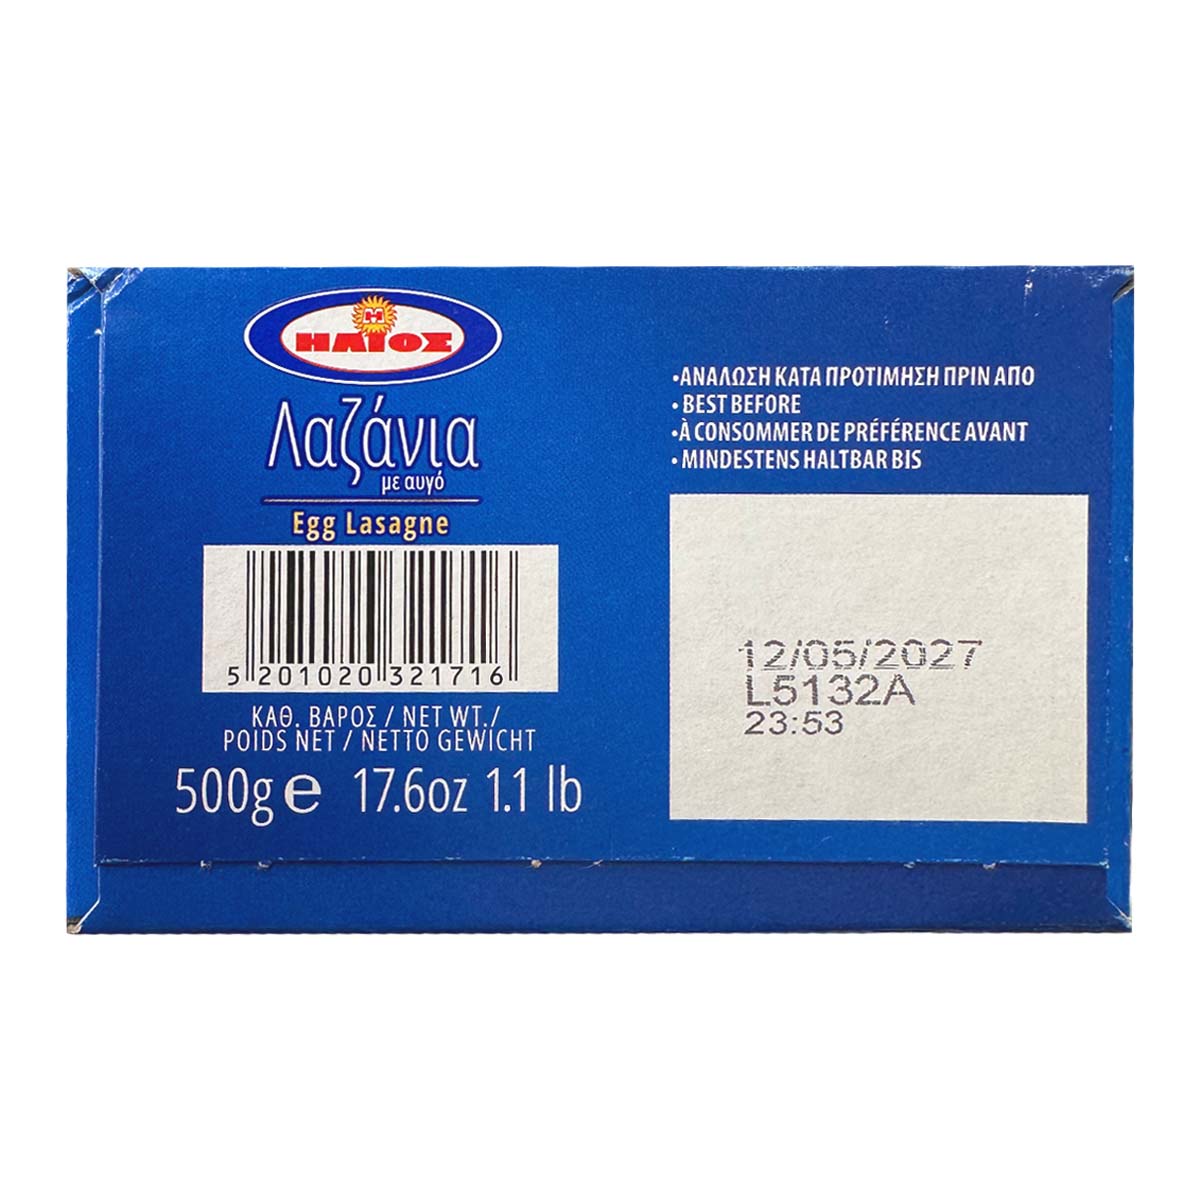 Η
ΗΛΙΟΣ
Λαζάνια
με αυγό
Egg Lasagne
5 201020 321716
ΚΑΘ. ΒΑΡΟΣ / NET WT./
POIDS NET / NETTO GEWICHT
500g e 17.6oz 1.1 lb
•ΑΝΑΛΩΣΗ ΚΑΤΑ ΠΡΟΤΙΜΗΣΗ ΠΡΙΝ ΑΠΟ
• BEST BEFORE
•À CONSOMMER DE PRÉFÉRENCE AVANT
• MINDESTENS HALTBAR BIS
12/05/2027
L5132A
23:53